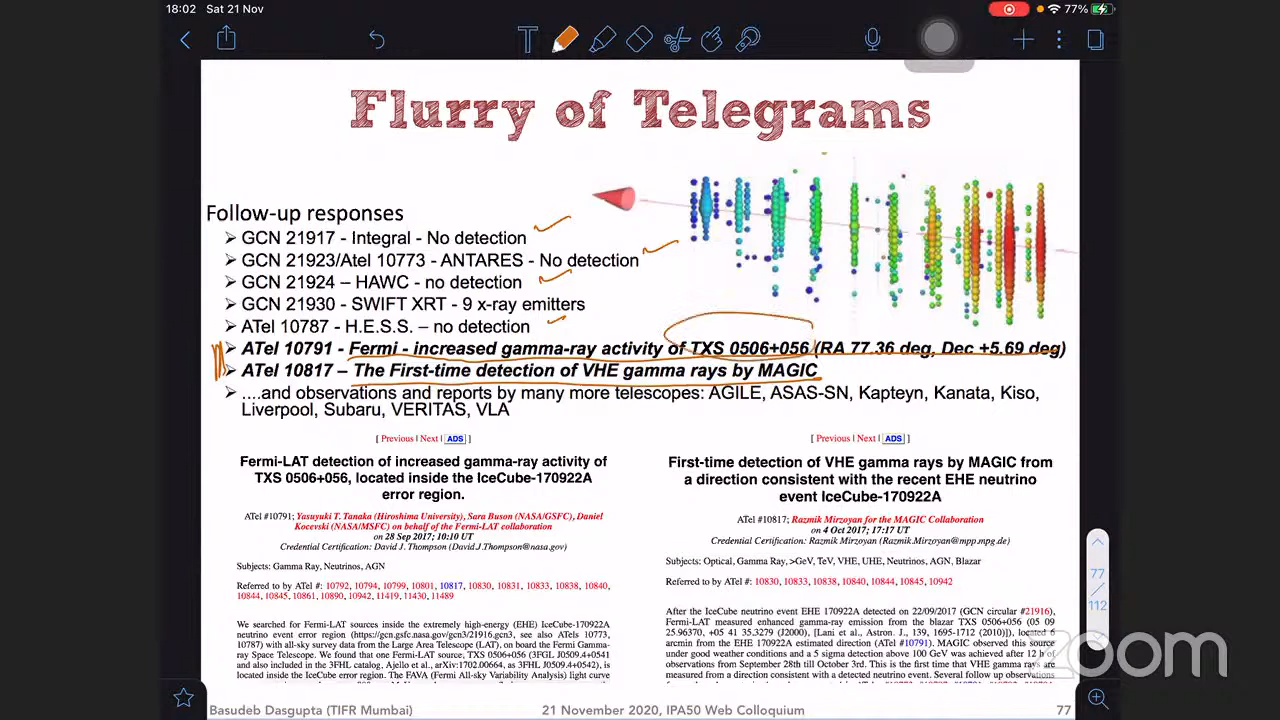 18:02 Sat 21 Nov
77%
Flurry of Telegrams
Follow-up responses
➢ GCN 21917 - Integral - No detection
➢ GCN 21923/Atel 10773 - ANTARES - No detection
➢ GCN 21924 – HAWC - no detection
➢ GCN 21930 - SWIFT XRT - 9 x-ray emitters
➢ ATel 10787 - H.E.S.S. – no detection
➢ ATel 10791 - Fermi - increased gamma-ray activity of TXS 0506+056 (RA 77.36 deg, Dec +5.69 deg)
➢ ATel 10817 – The First-time detection of VHE gamma rays by MAGIC
➢ ....and observations and reports by many more telescopes: AGILE, ASAS-SN, Kapteyn, Kanata, Kiso,
Liverpool, Subaru, VERITAS, VLA
[ Previous | Next | ADS ]
Fermi-LAT detection of increased gamma-ray activity of
TXS 0506+056, located inside the IceCube-170922A
error region.
ATel #10791; Yasuyuki T. Tanaka (Hiroshima University), Sara Buson (NASA/GSFC), Daniel
Kocevski (NASA/MSFC) on behalf of the Fermi-LAT collaboration
on 28 Sep 2017; 10:10 UT
Credential Certification: David J. Thompson (David.J.Thompson@nasa.gov)
Subjects: Gamma Ray, Neutrinos, AGN
Referred to by ATel #: 10792, 10794, 10799, 10801, 10817, 10830, 10831, 10833, 10838, 10840,
10844, 10845, 10861, 10890, 10942, 11419, 11430, 11489
We searched for Fermi-LAT sources inside the extremely high-energy (EHE) IceCube-170922A
neutrino event error region (https://gcn.gsfc.nasa.gov/gcn3/21916.gcn3, see also ATels 10773,
10787) with all-sky survey data from the Large Area Telescope (LAT), on board the Fermi Gamma-
ray Space Telescope. We found that one Fermi-LAT source, TXS 0506+056 (3FGL J0509.4+0541
and also included in the 3FHL catalog, Ajello et al., arXiv:1702.00664, as 3FHL J0509.4+0542), is
located inside the IceCube error region. The FAVA (Fermi All-sky Variability Analysis) light curve
[ Previous | Next | ADS ]
First-time detection of VHE gamma rays by MAGIC from
a direction consistent with the recent EHE neutrino
event IceCube-170922A
ATel #10817; Razmik Mirzoyan for the MAGIC Collaboration
on 4 Oct 2017; 17:17 UT
Credential Certification: Razmik Mirzoyan (Razmik.Mirzoyan@mpp.mpg.de)
Subjects: Optical, Gamma Ray, >GeV, TeV, VHE, UHE, Neutrinos, AGN, Blazar
Referred to by ATel #: 10830, 10833, 10838, 10840, 10844, 10845, 10942
After the IceCube neutrino event EHE 170922A detected on 22/09/2017 (GCN circular #21916),
Fermi-LAT measured enhanced gamma-ray emission from the blazar TXS 0506+056 (05 09
25.96370, +05 41 35.3279 (J2000), [Lani et al., Astron. J., 139, 1695-1712 (2010)]), located 6
arcmin from the EHE 170922A estimated direction (ATel #10791). MAGIC observed this source
under good weather conditions and a 5 sigma detection above 100 GeV was achieved after 12 h of
observations from September 28th till October 3rd. This is the first time that VHE gamma rays are
measured from a direction consistent with a detected neutrino event. Several follow up observations
77
/
112
zoom
Basudeb Dasgupta (TIFR Mumbai)
21 November 2020, IPA50 Web Colloquium
77